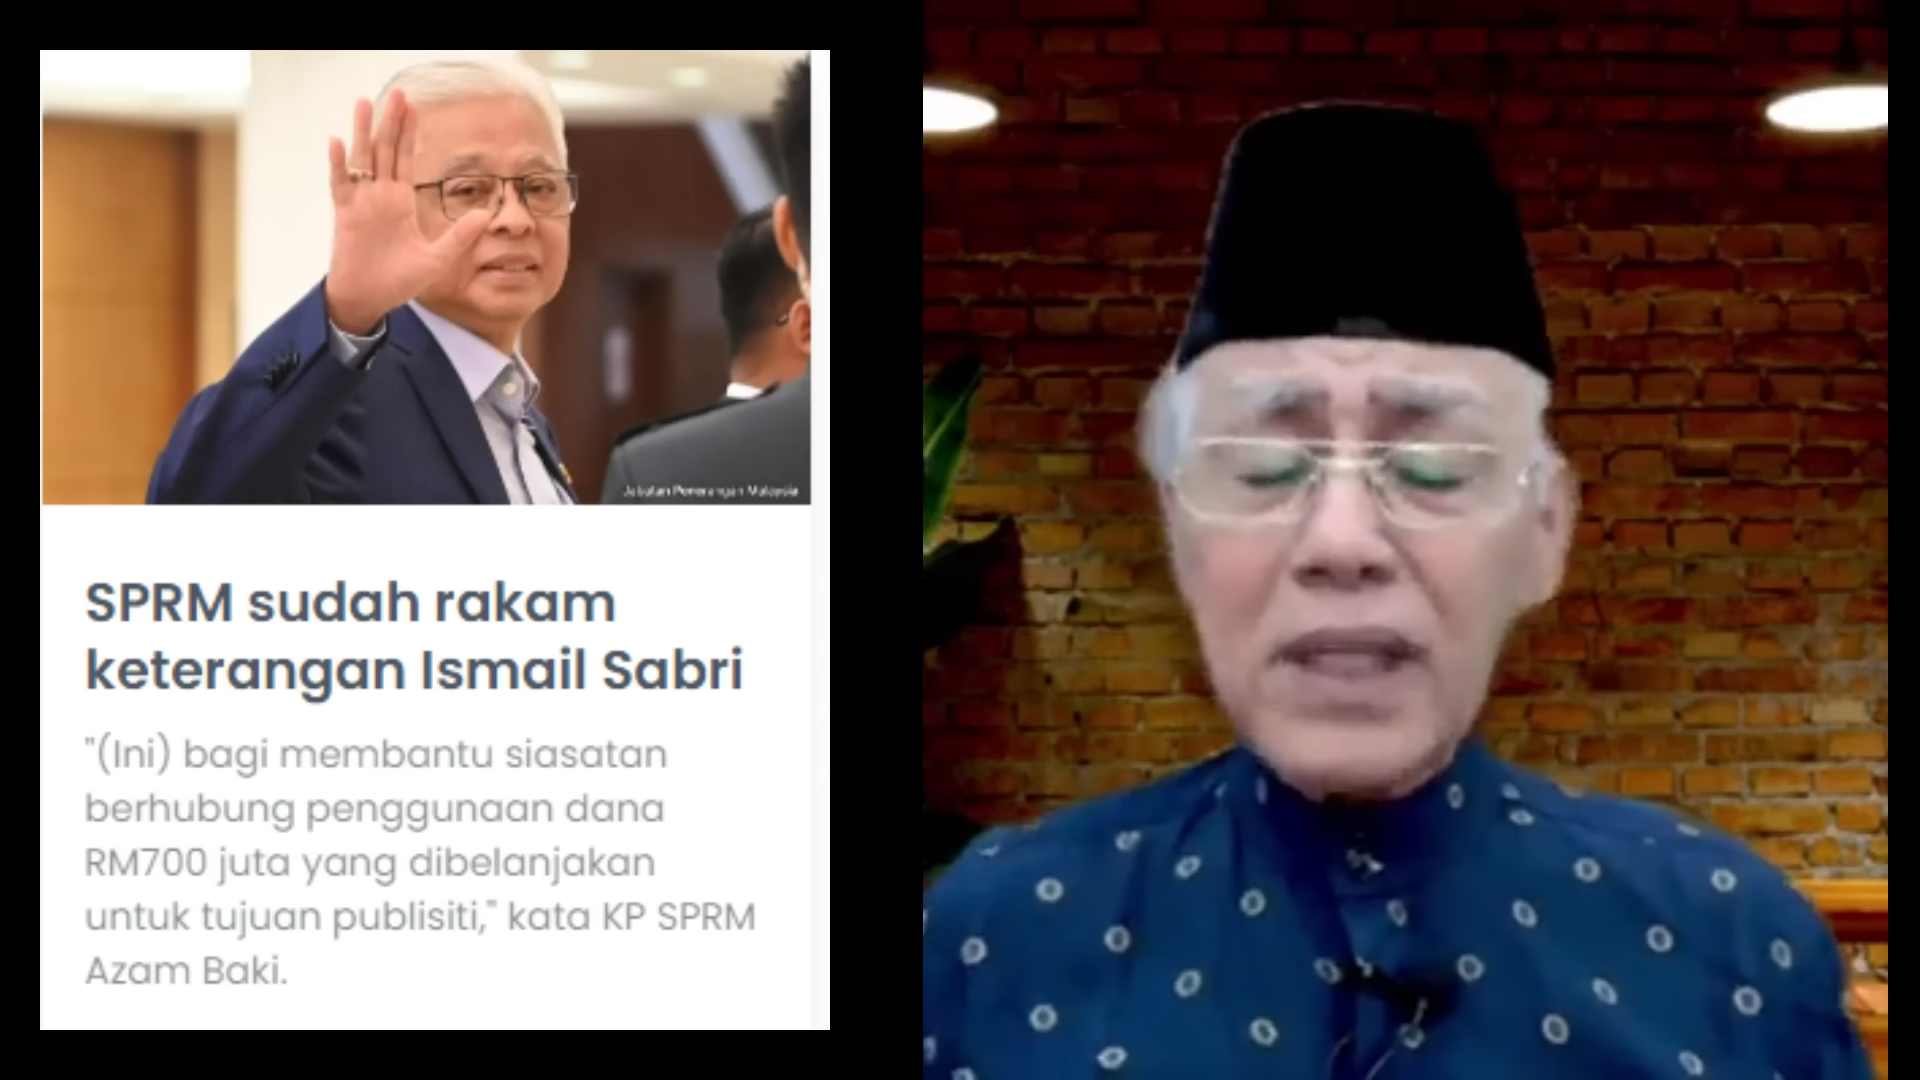 Jabatan Penerangan Malaysia
SPRM sudah rakam
keterangan Ismail Sabri
"(Ini) bagi membantu siasatan
berhubung penggunaan dana
RM700 juta yang dibelanjakan
untuk tujuan publisiti," kata KP SPRM
Azam Baki.